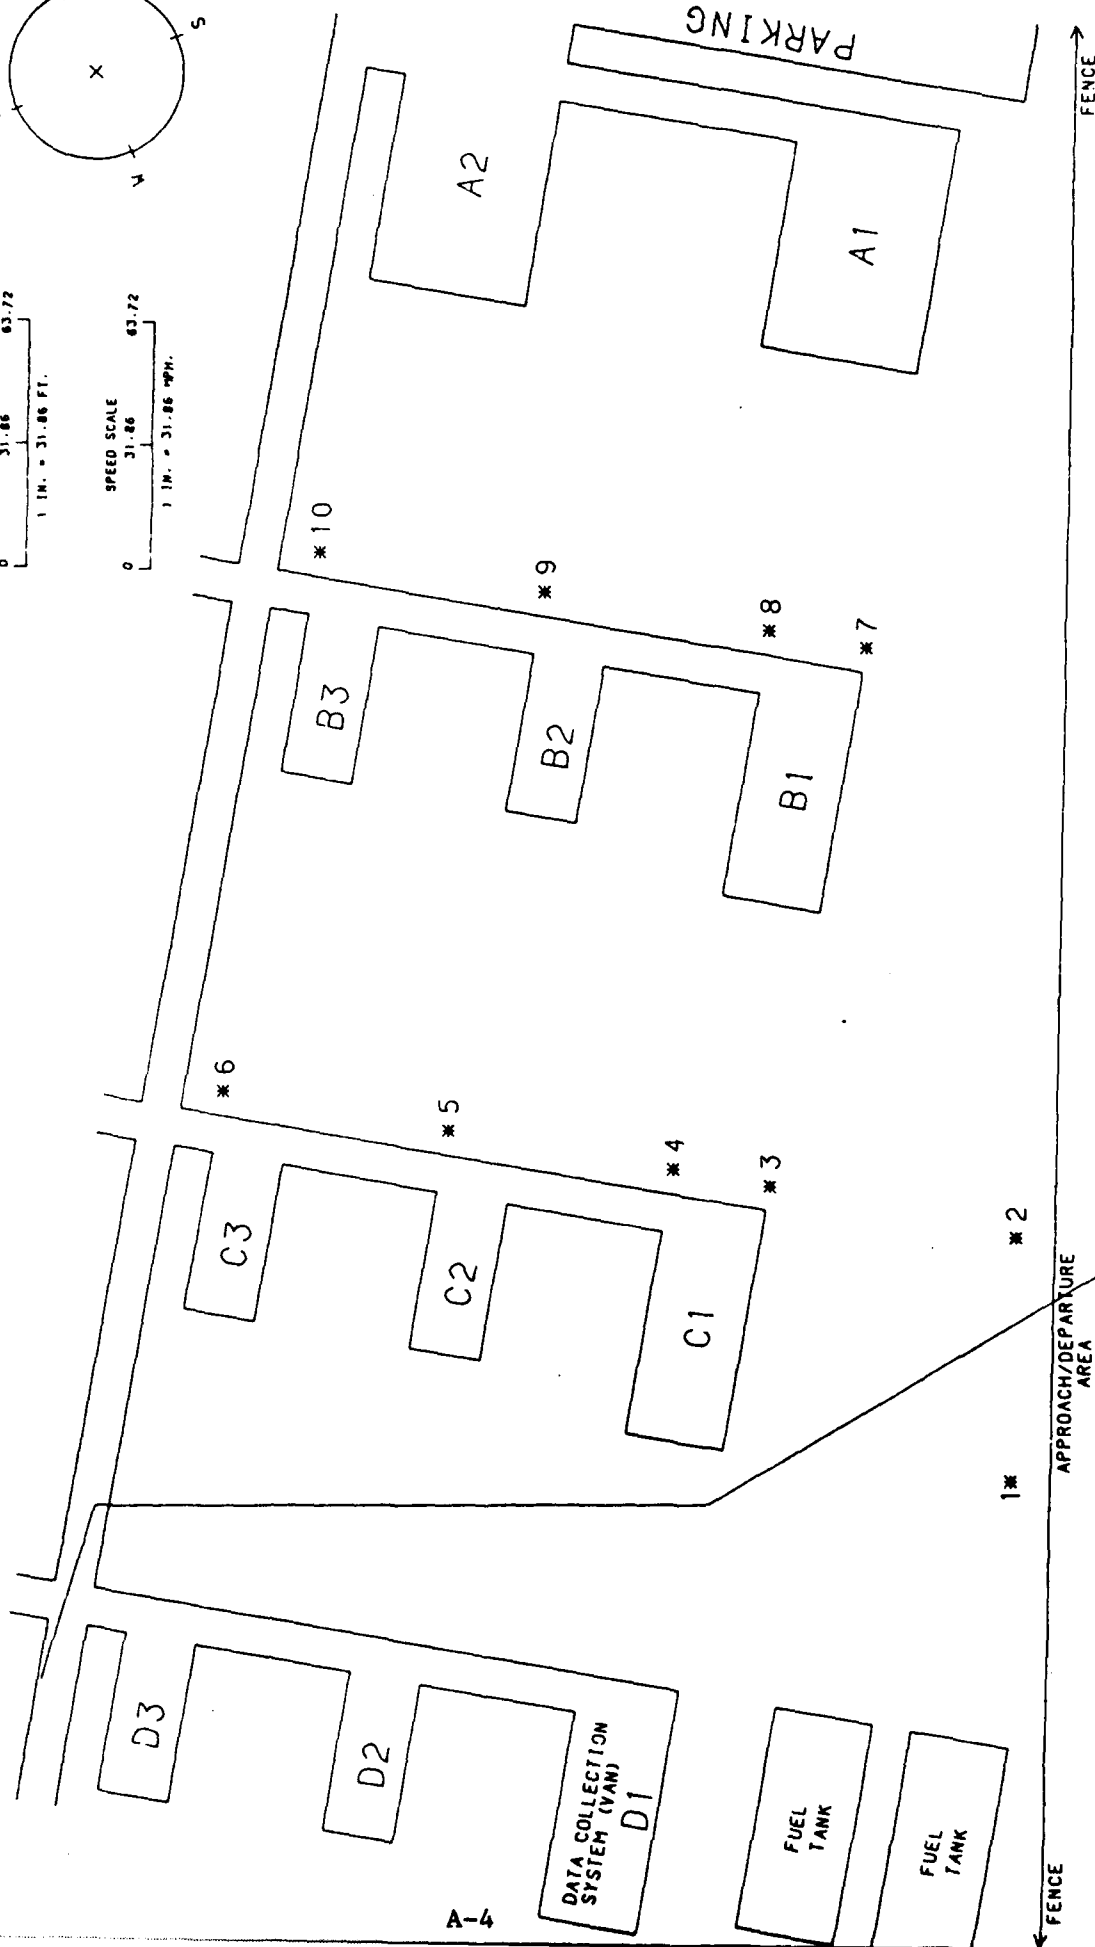 S
W
63.72
31.86
0
1 IN. = 31.86 FT.
SPEED SCALE
63.72
31.86
0
1 IN. = 31.86 MPH.
PARKING
FENCE
A2
A1
*10
*9
*8
*7
B3
B2
B1
*6
*5
*4
*3
*2
1*
C3
C2
C1
APPROACH/DEPARTURE
AREA
D3
D2
DATA COLLECTION
SYSTEM (VAN)
D1
FUEL
TANK
FUEL
TANK
FENCE
A-4